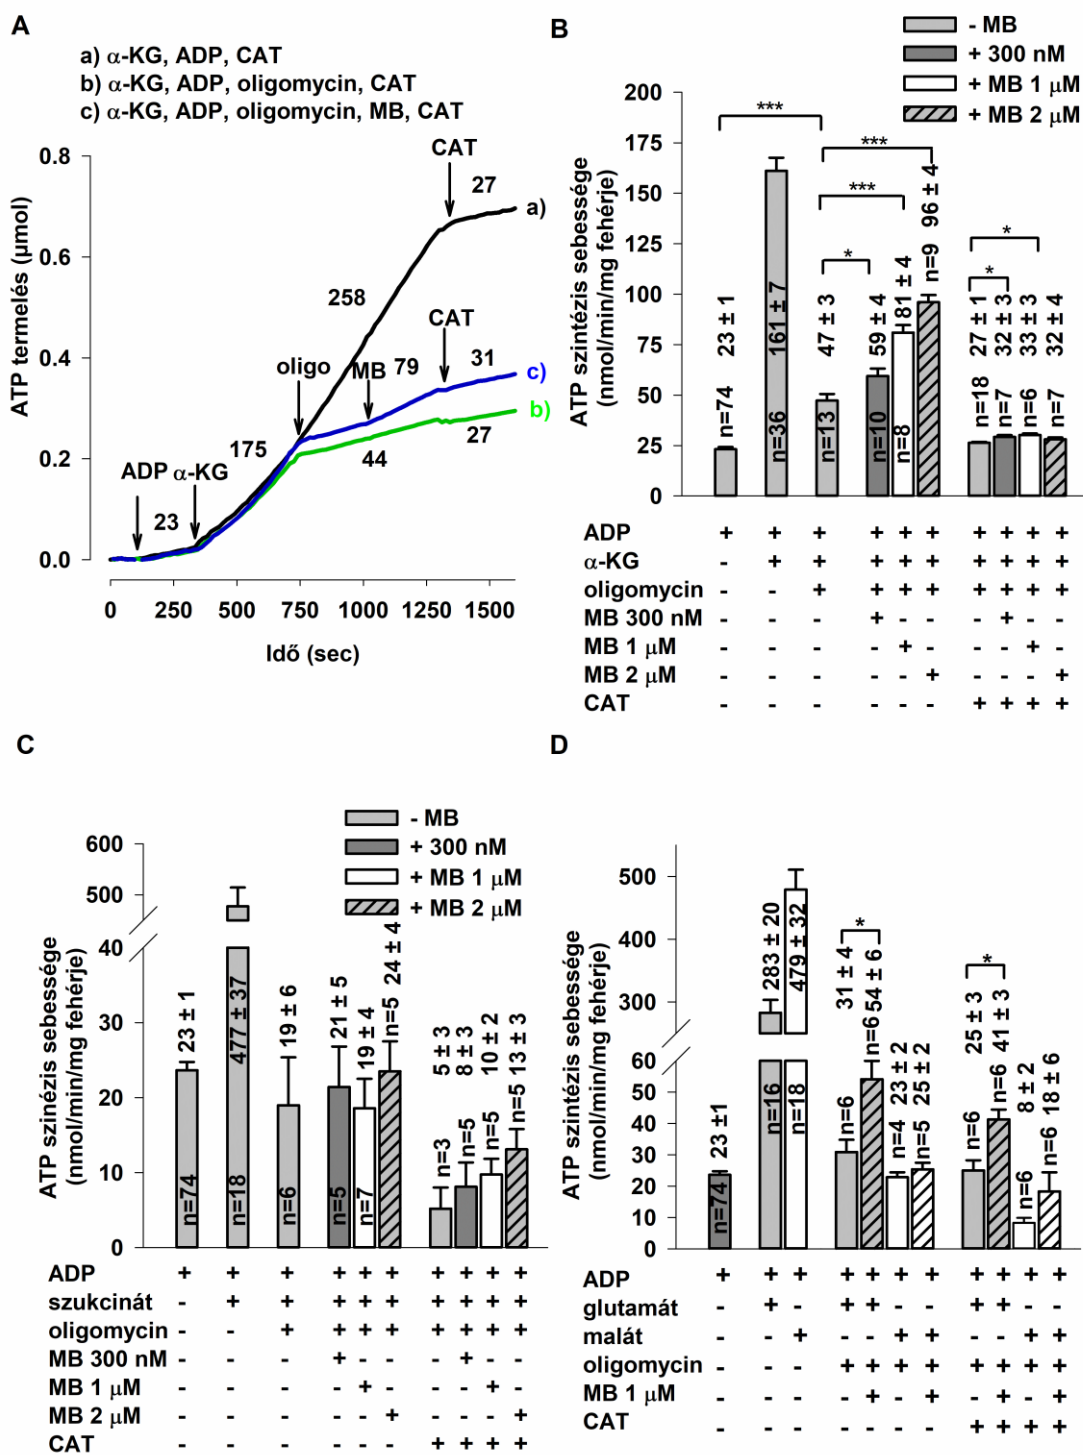 A
a) α-KG, ADP, CAT
b) α-KG, ADP, oligomycin, CAT
c) α-KG, ADP, oligomycin, MB, CAT
ATP termelés (μmol)
0.8
0.6
0.4
0.2
0.0
CAT
27
a)
258
CAT
oligo
MB
79
31
c)
b)
175
44
27
ADP
α-KG
23
0 250 500 750 1000 1250 1500
Idő (sec)
B
- MB
+ 300 nM
+ MB 1 μM
+ MB 2 μM
ATP szintézis sebessége
(nmol/min/mg fehérje)
200
175
150
125
100
75
50
25
0
***
***
***
*
*
*
23 ± 1
161 ± 7
47 ± 3
59 ± 4
81 ± 4
96 ± 4
27 ± 1
32 ± 3
33 ± 3
32 ± 4
n=74
n=36
n=13
n=10
n=8
n=9
n=18
n=7
n=6
n=7
ADP + + + + + + + + + +
α-KG - + + + + + + + + +
oligomycin - - + + + + + + + +
MB 300 nM - - - + - - - + - -
MB 1 μM - - - - + - - - + -
MB 2 μM - - - - - + - - - +
CAT - - - - - - + + + +
C
- MB
+ 300 nM
+ MB 1 μM
+ MB 2 μM
ATP szinézis sebessége
(nmol/min/mg fehérje)
600
500
40
30
20
10
0
23 ± 1
477 ± 37
19 ± 6
21 ± 5
19 ± 4
24 ± 4
5 ± 3
8 ± 3
10 ± 2
13 ± 3
n=74
n=18
n=6
n=5
n=7
n=5
n=3
n=5
n=5
n=5
ADP + + + + + + + + + +
szukcinát - + + + + + + + + +
oligomycin - - + + + + + + + +
MB 300 nM - - - + - - - + - -
MB 1 μM - - - - + - - - + -
MB 2 μM - - - - - + - - - +
CAT - - - - - - + + + +
D
ATP szintézis sebessége
(nmol/min/mg fehérje)
500
400
300
60
50
40
30
20
10
0
*
*
23 ±1
283 ± 20
479 ± 32
31 ± 4
54 ± 6
23 ± 2
25 ± 2
25 ± 3
41 ± 3
8 ± 2
18 ± 6
n=74
n=16
n=18
n=6
n=6
n=4
n=5
n=6
n=6
n=6
n=6
ADP + + + + + + + + + + +
glutamát - + - + + - - + + - -
malát - - + - - + + - - + +
oligomycin - - - + + + + + + + +
MB 1 μM - - - - + - + - + - +
CAT - - - - - - - + + + +